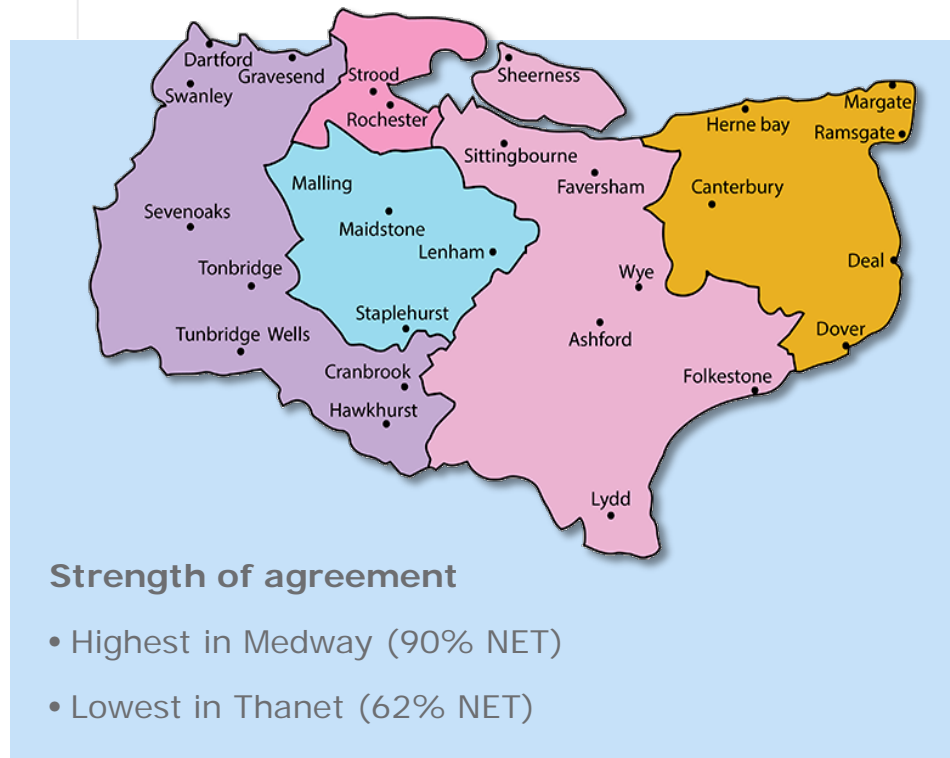 Dartford
Gravesend
Swanley
Strood
Rochester
Sheerness
Margate
Herne bay
Ramsgate
Sittingbourne
Faversham
Malling
Canterbury
Sevenoaks
Maidstone
Lenham
Deal
Tonbridge
Wye
Staplehurst
Tunbridge Wells
Ashford
Dover
Cranbrook
Folkestone
Hawkhurst
Lydd
Strength of agreement
• Highest in Medway (90% NET)
• Lowest in Thanet (62% NET)